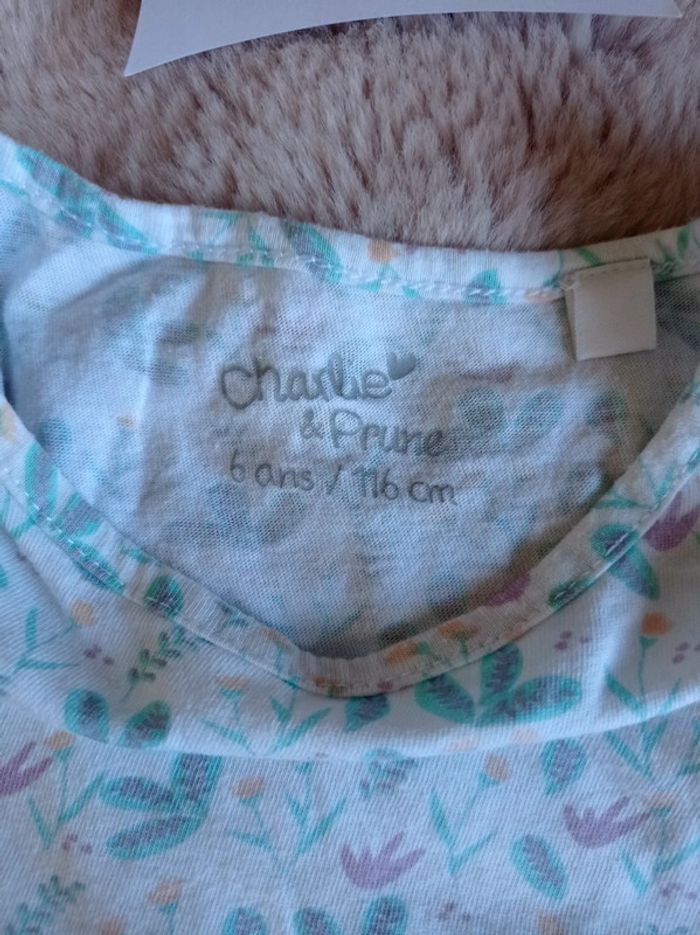 Charlie
& Prune
6 ans / 116 cm